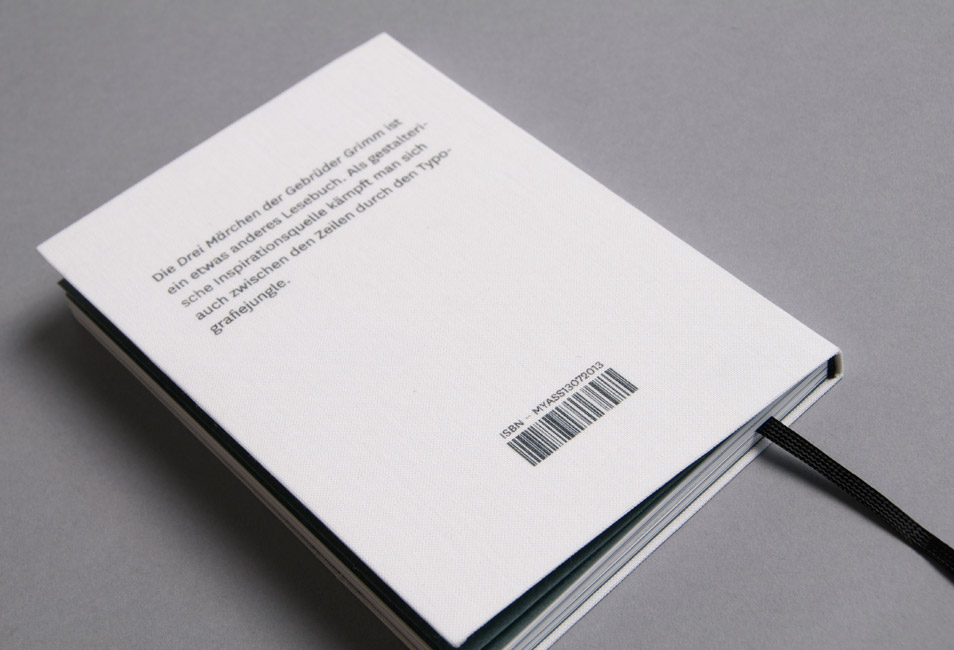 Die Drei Märchen der Gebrüder Grimm ist
ein etwas anderes Lesebuch. Als gestalteri-
sche Inspirationsquelle kämpft man sich
auch zwischen den Zeilen durch den Typo-
grafiejungle.
ISBN – MYASS13072013